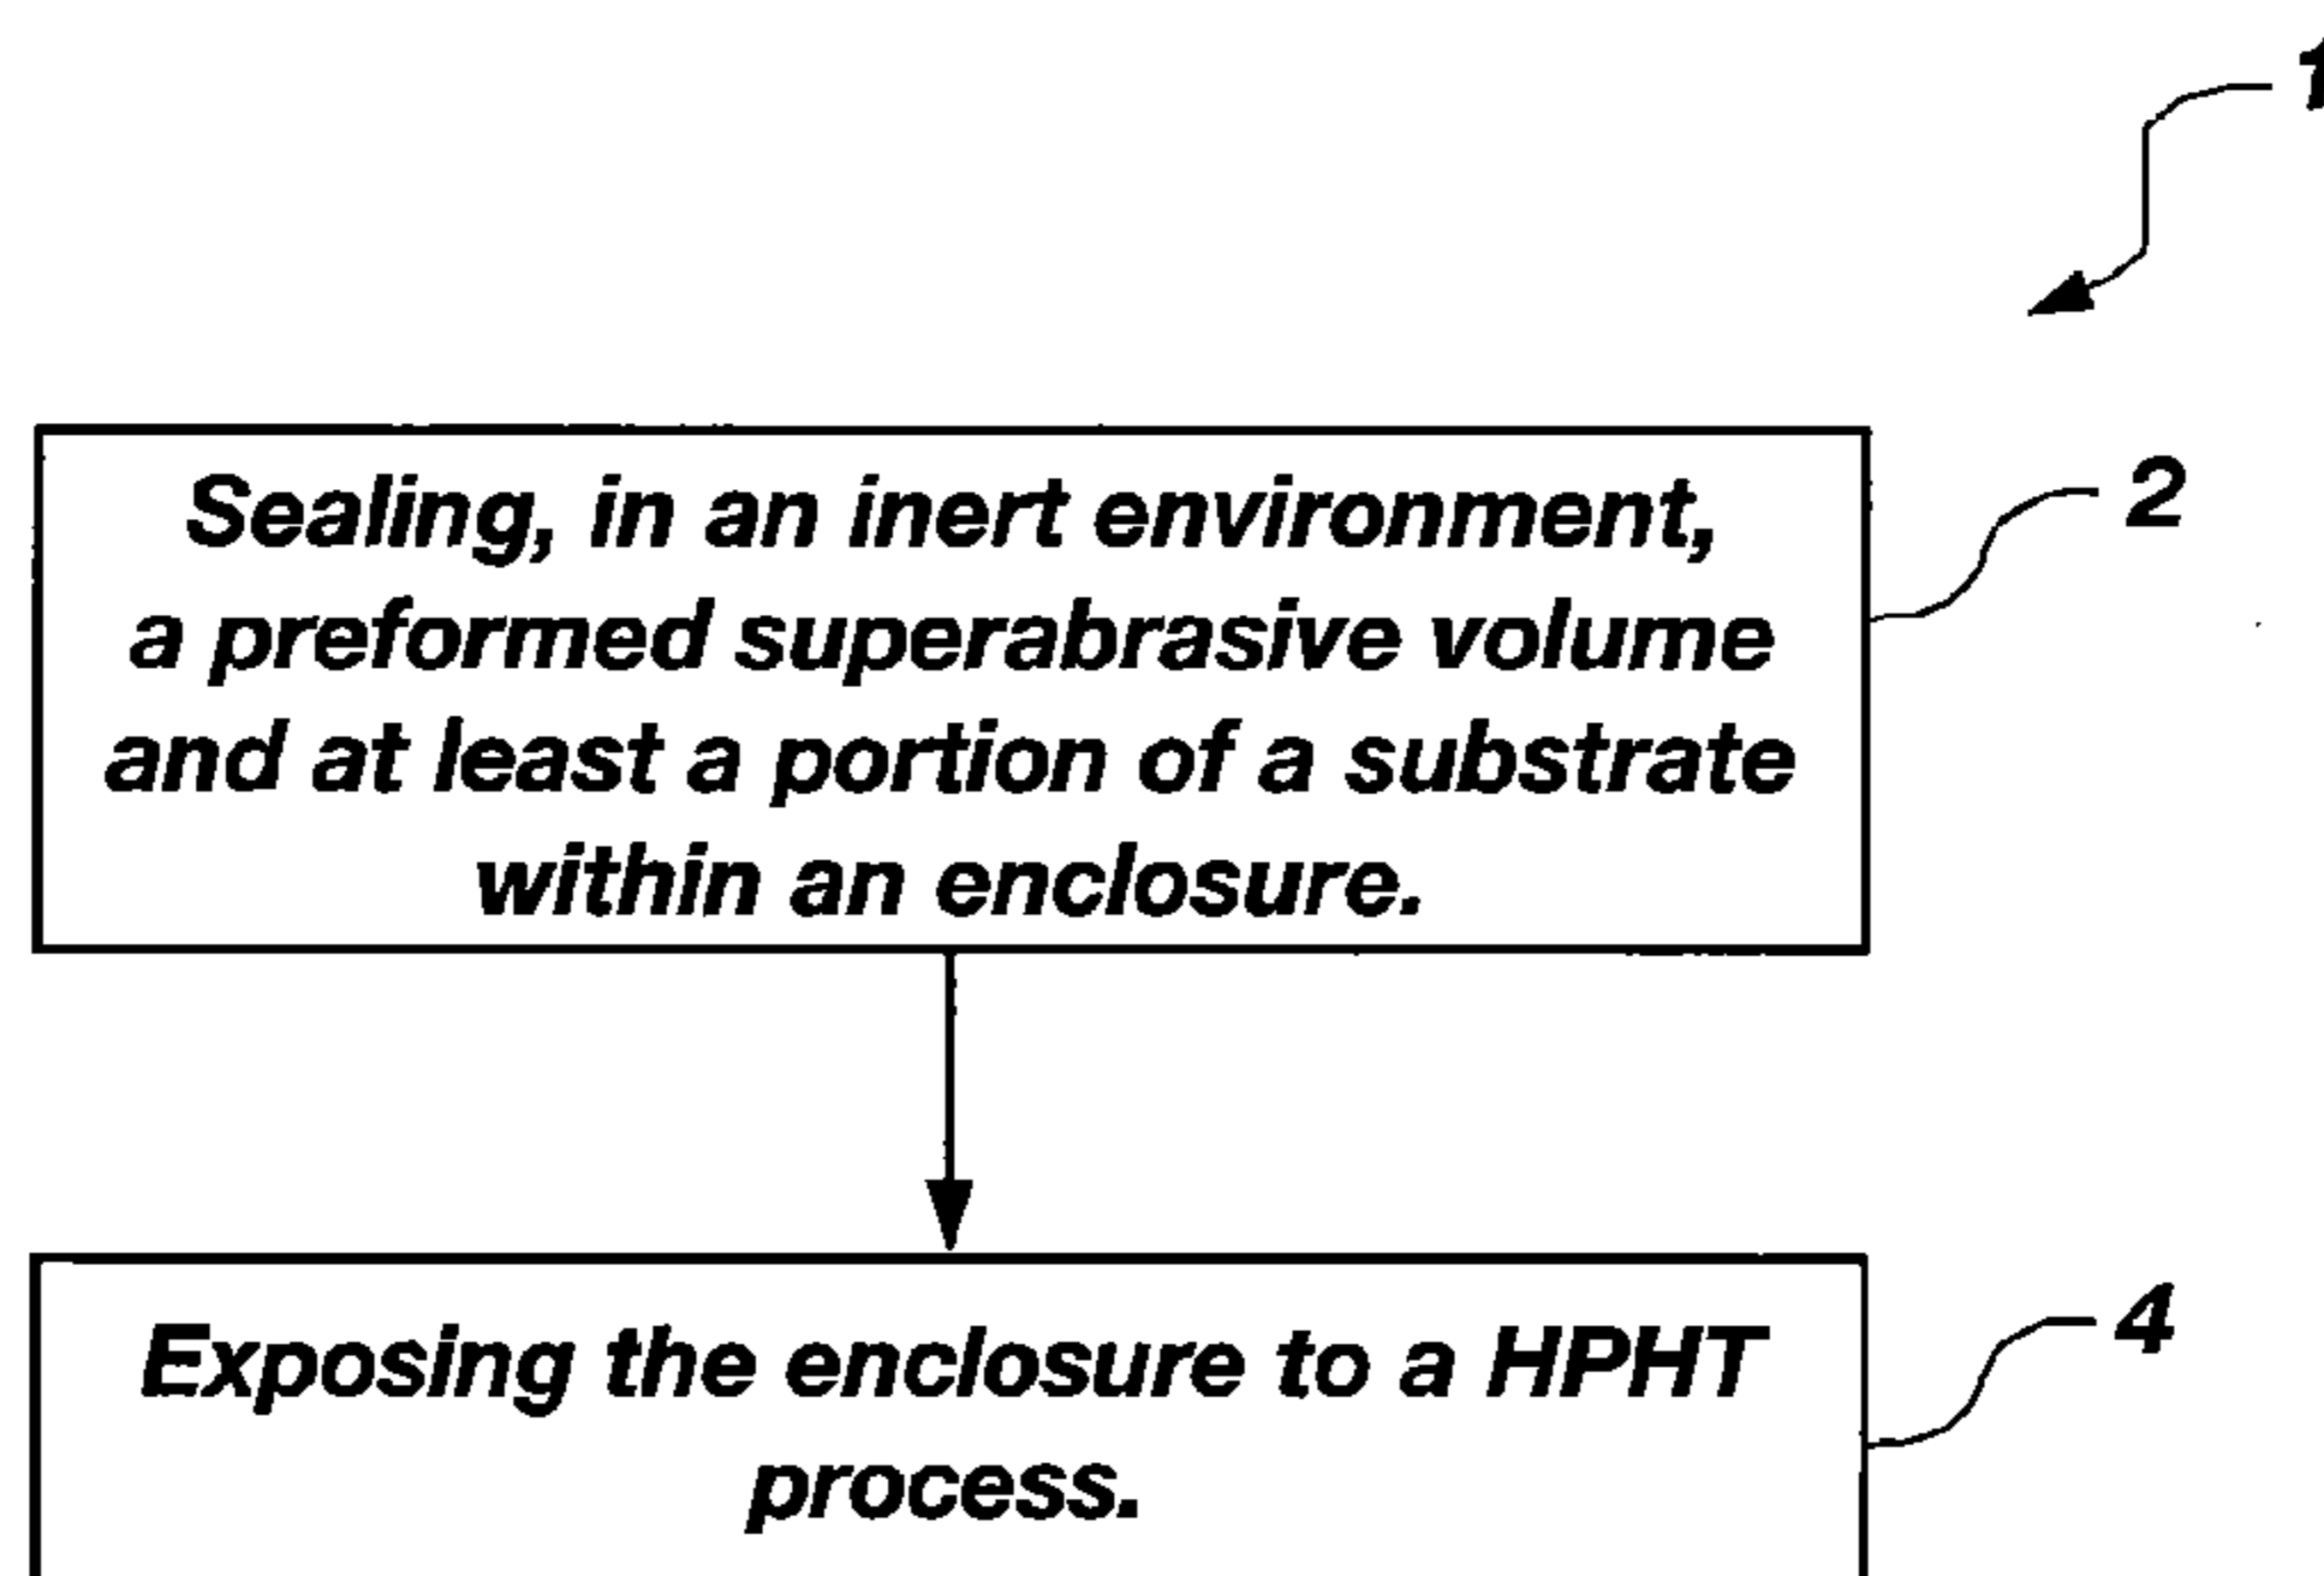 Sealing, in an inert environment,
2
a preformed superabrasive volume
and at least a portion of a substrate
within an enclosure.
Exposing the enclosure to a HPHT
4
process.